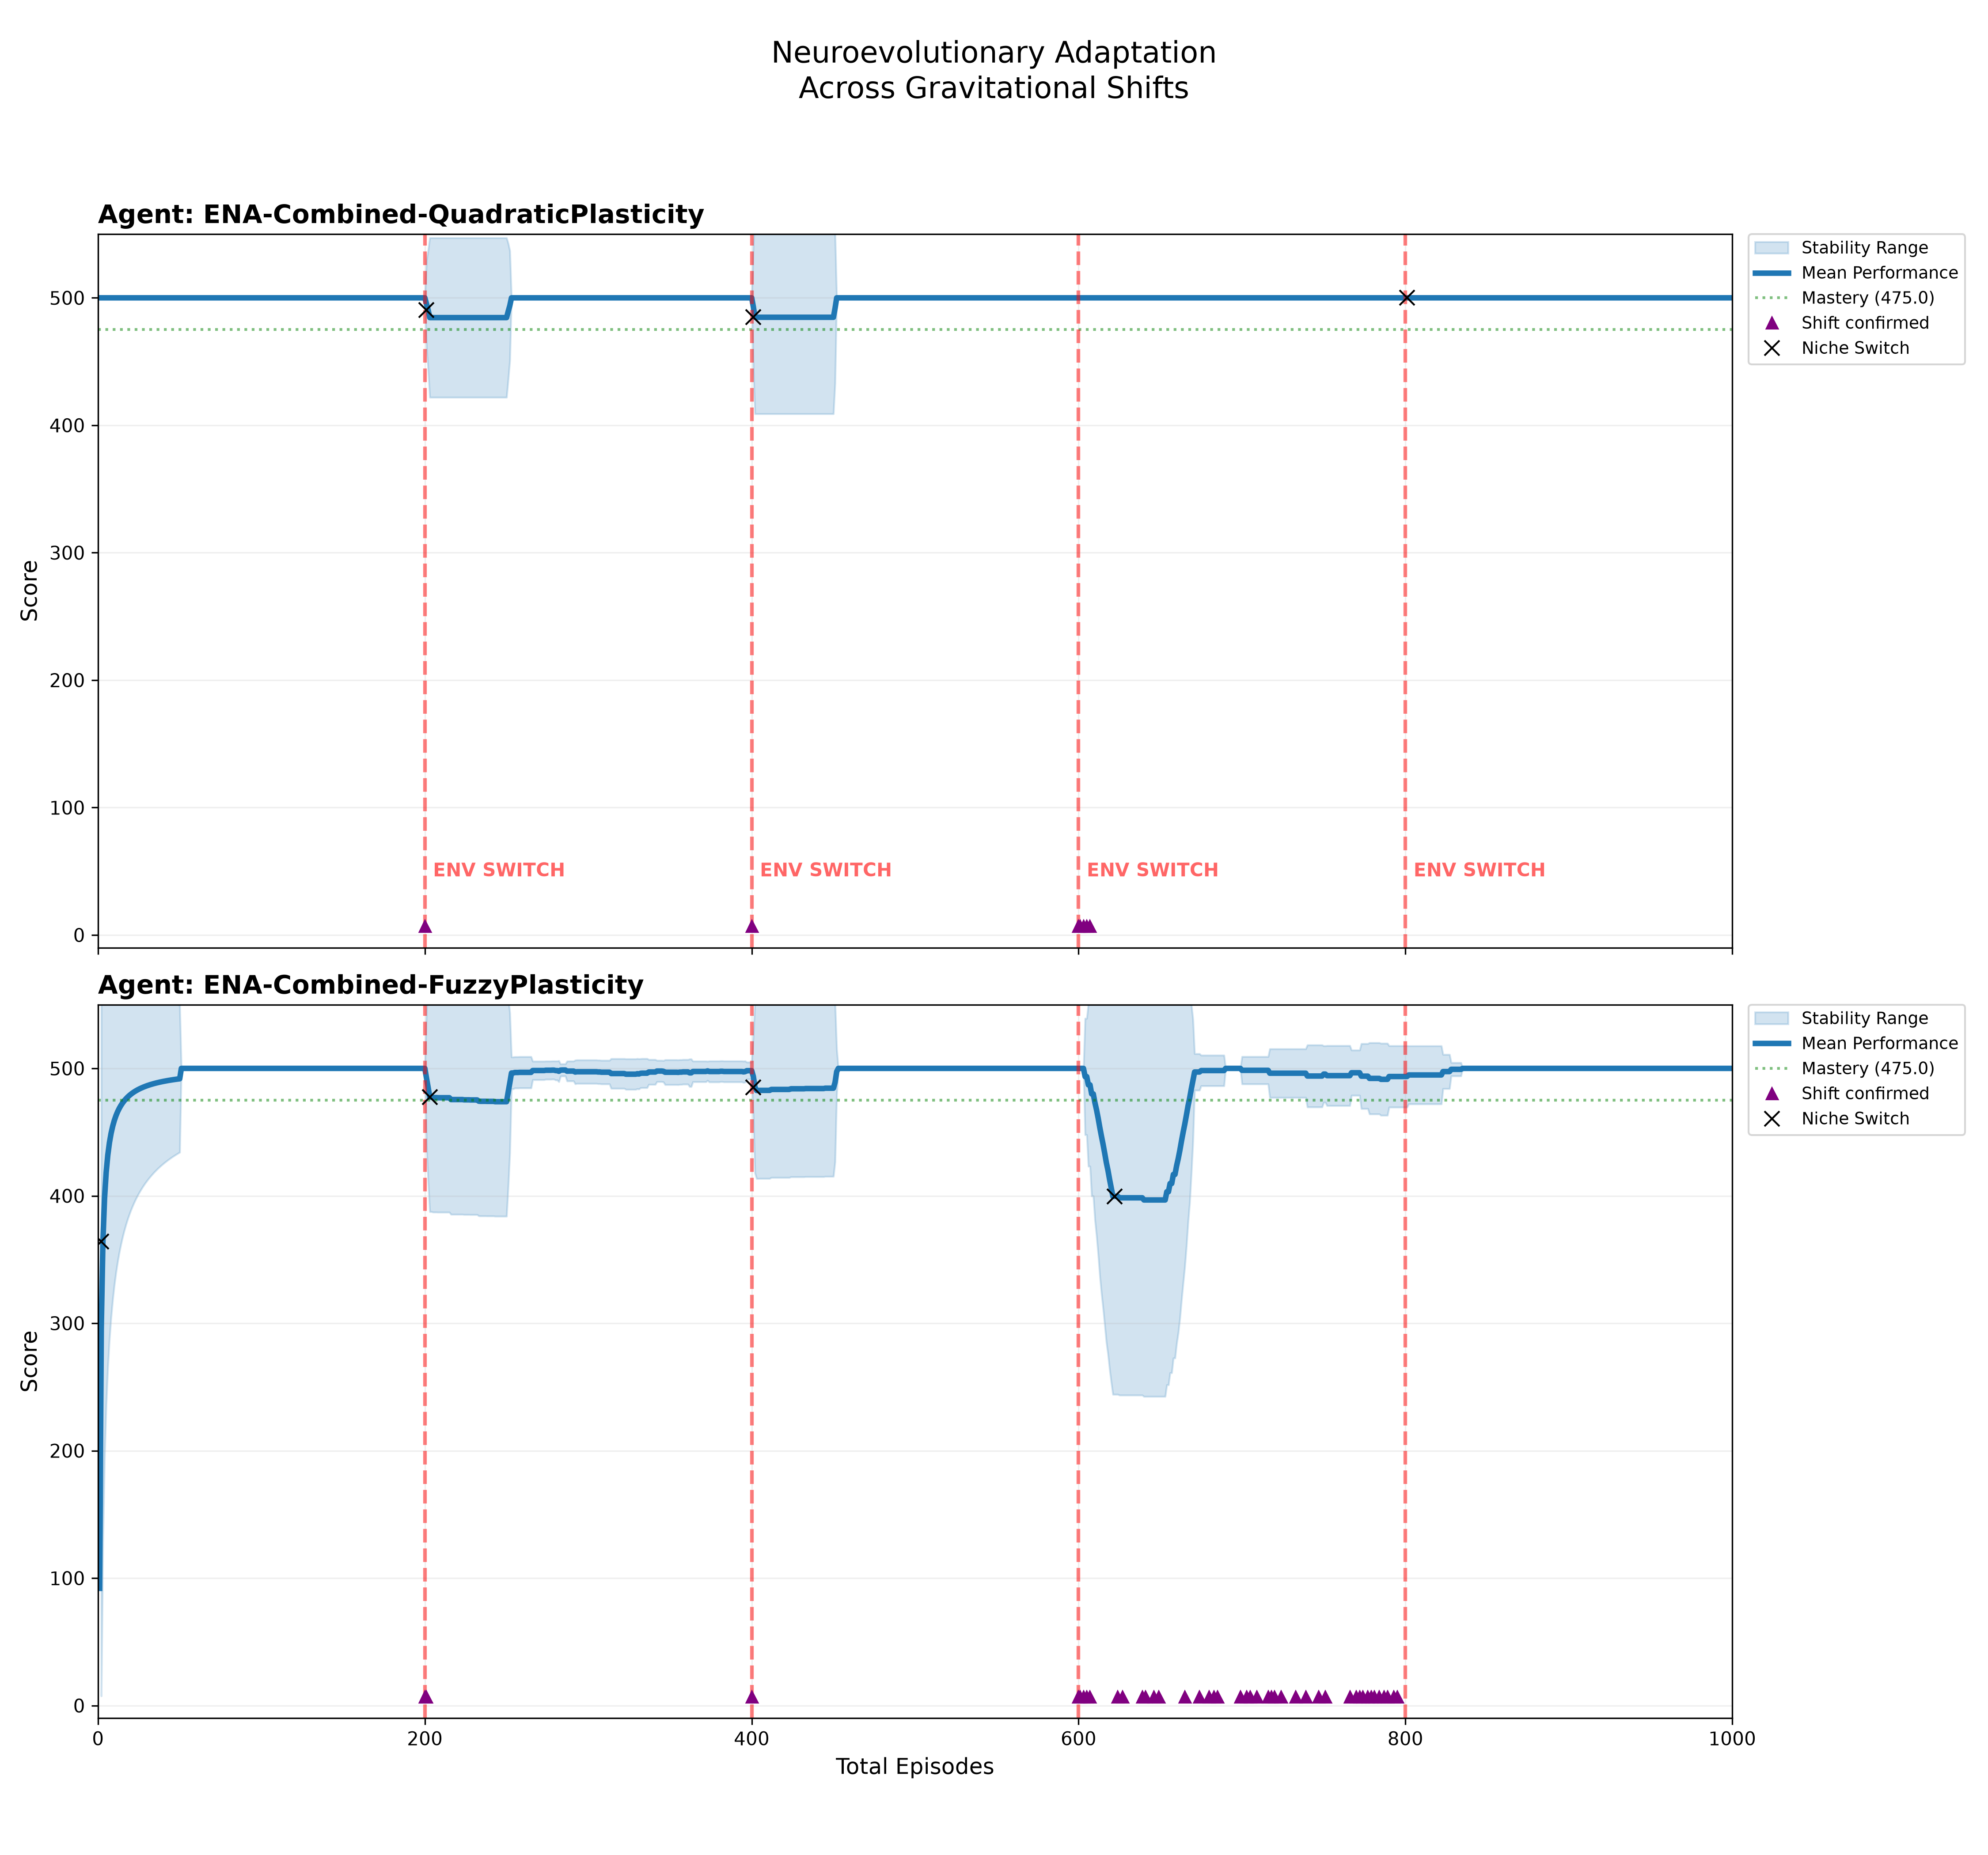 Neuroevolutionary Adaptation
Across Gravitational Shifts
Agent: ENA-Combined-QuadraticPlasticity
Score
500
400
300
200
100
0
ENV SWITCH
ENV SWITCH
ENV SWITCH
ENV SWITCH
Stability Range
Mean Performance
Mastery (475.0)
Shift confirmed
Niche Switch
Agent: ENA-Combined-FuzzyPlasticity
Score
500
400
300
200
100
0
0
200
400
600
800
1000
Total Episodes
Stability Range
Mean Performance
Mastery (475.0)
Shift confirmed
Niche Switch